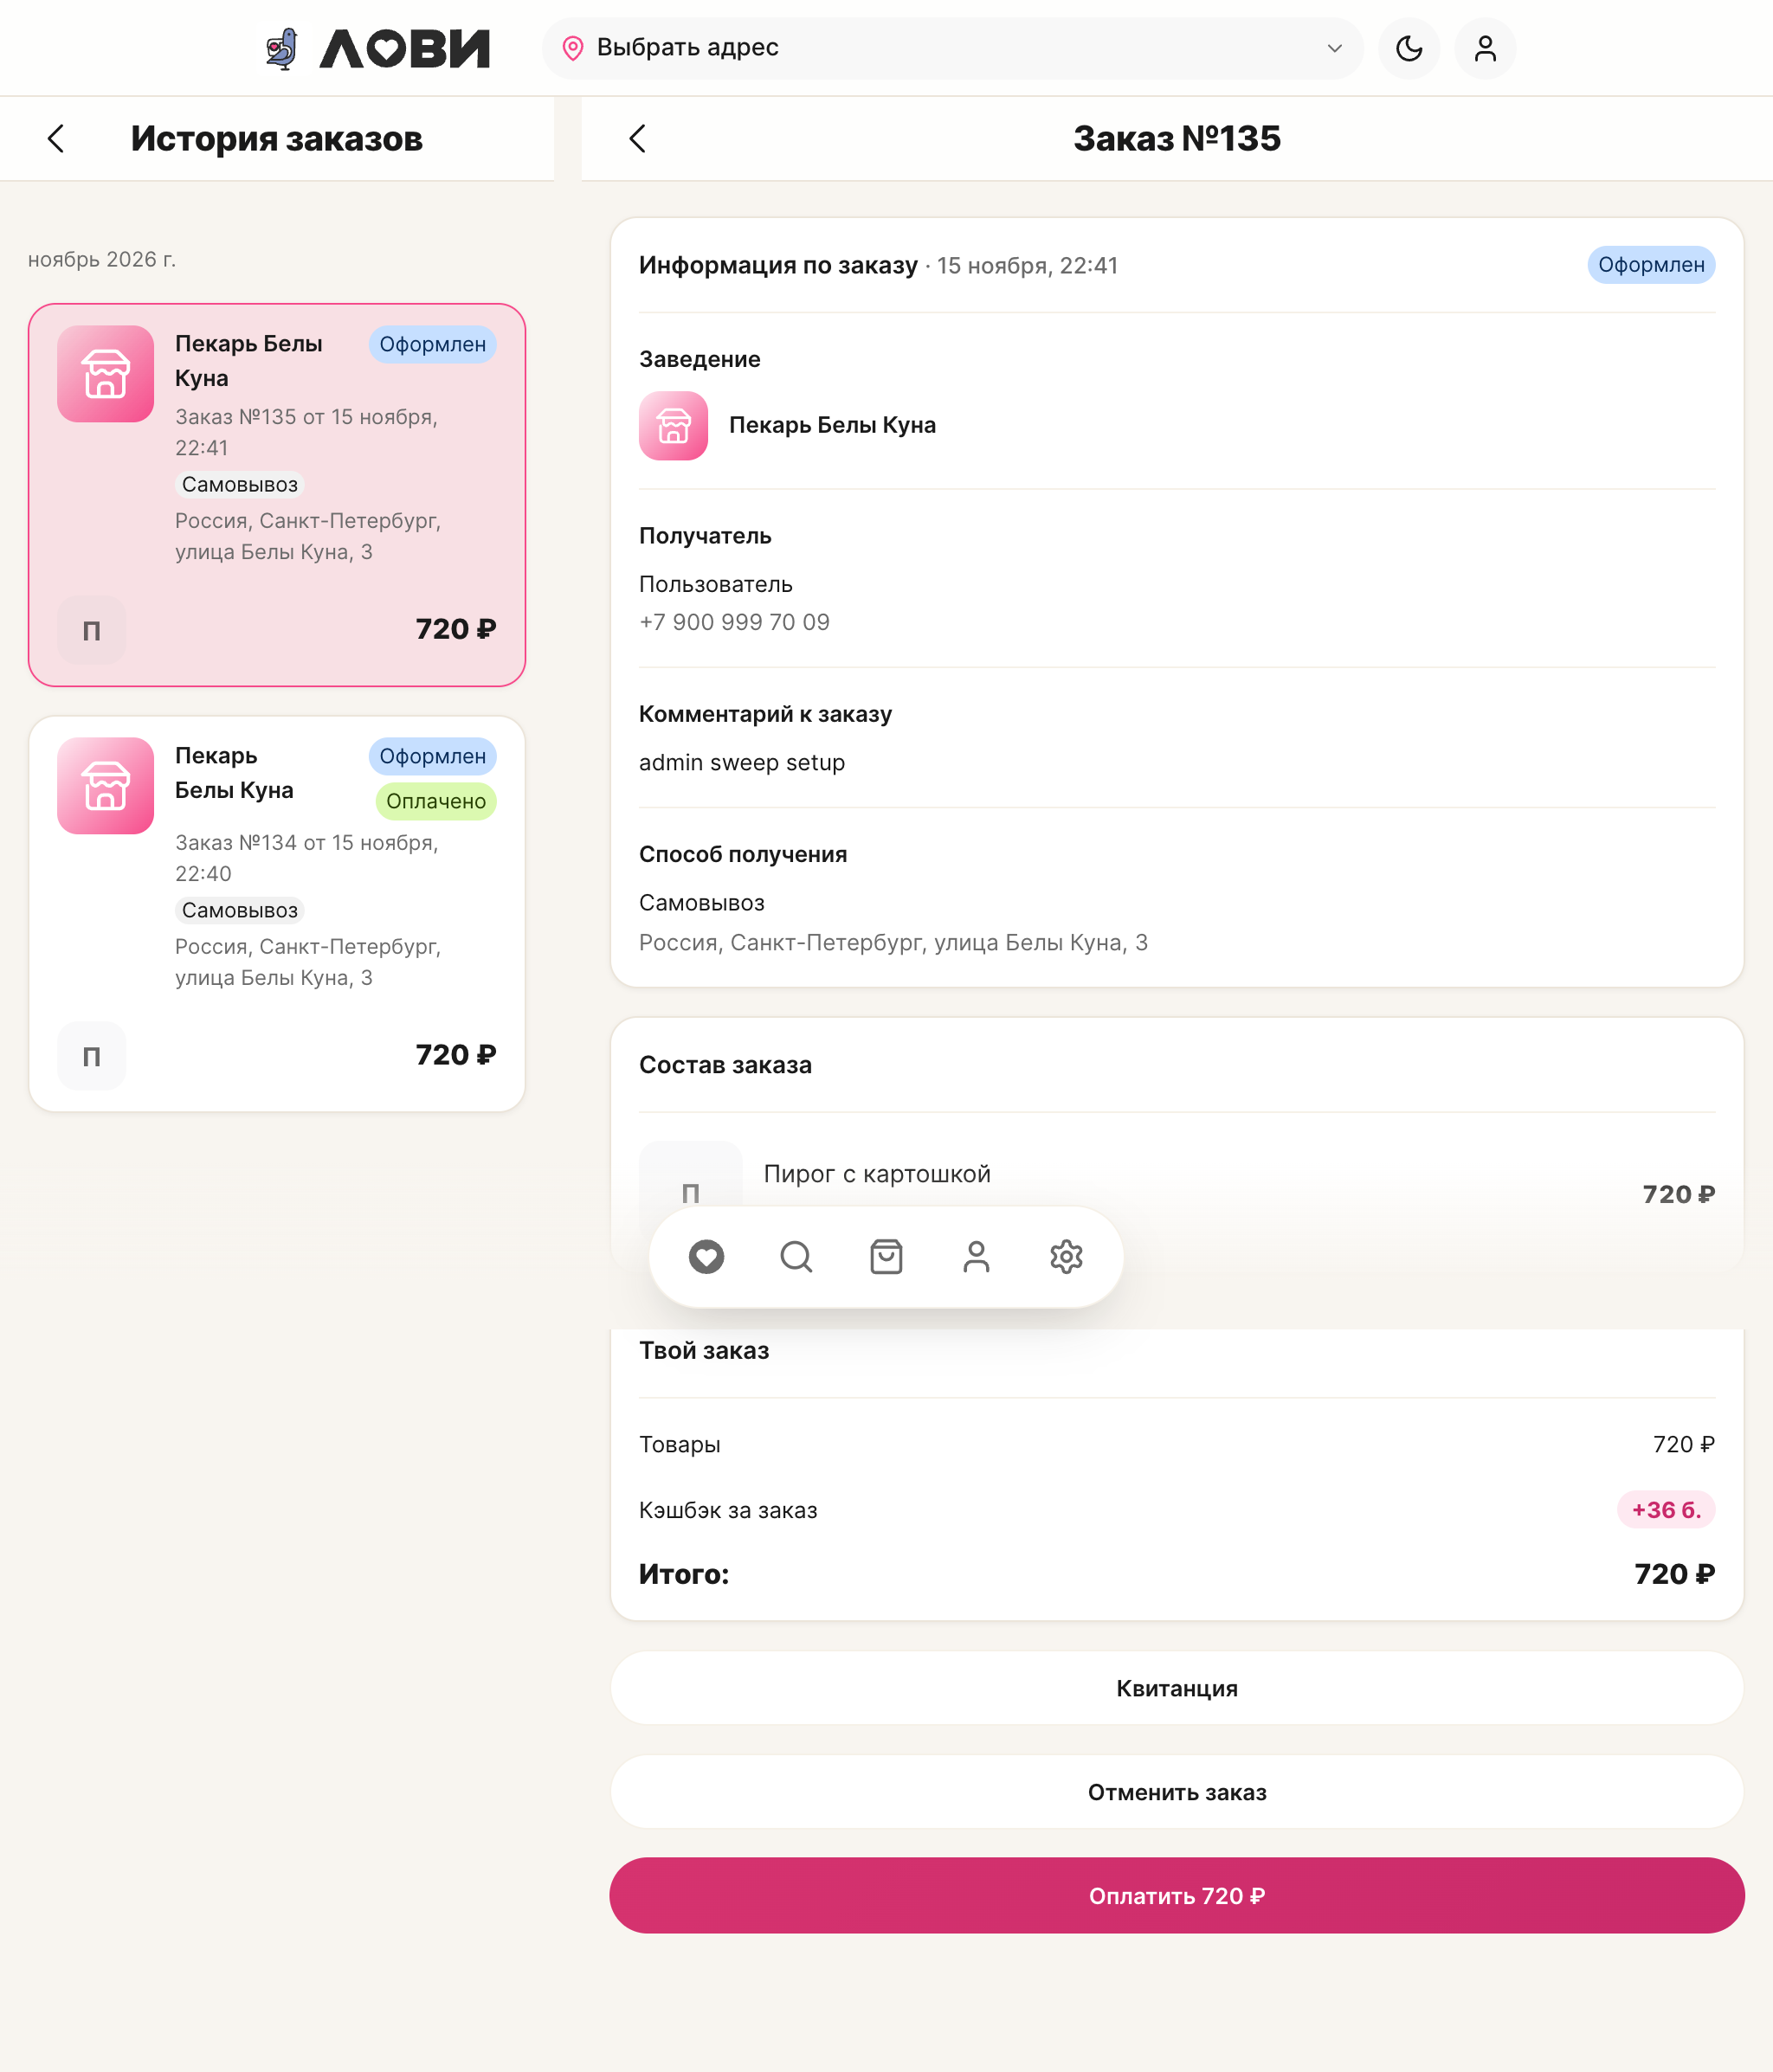 ЛОВИ
Выбрать адрес
История заказов
ноябрь 2026 г.
Пекарь Белы
Куна
Оформлен
Заказ №135 от 15 ноября,
22:41
Самовывоз
Россия, Санкт-Петербург,
улица Белы Куна, 3
П
720 ₽
Пекарь
Белы Куна
Оформлен
Оплачено
Заказ №134 от 15 ноября,
22:40
Самовывоз
Россия, Санкт-Петербург,
улица Белы Куна, 3
П
720 ₽
Заказ №135
Информация по заказу · 15 ноября, 22:41
Оформлен
Заведение
Пекарь Белы Куна
Получатель
Пользователь
+7 900 999 70 09
Комментарий к заказу
admin sweep setup
Способ получения
Самовывоз
Россия, Санкт-Петербург, улица Белы Куна, 3
Состав заказа
П
Пирог с картошкой
720 ₽
Твой заказ
Товары
720 ₽
Кэшбэк за заказ
+36 б.
Итого:
720 ₽
Квитанция
Отменить заказ
Оплатить 720 ₽